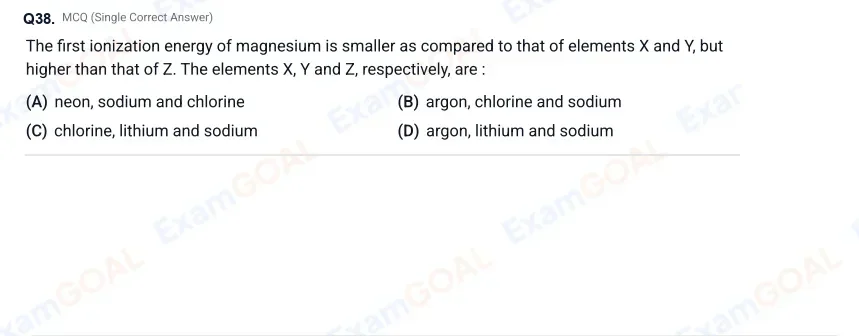 Q38. MCQ (Single Correct Answer)
The first ionization energy of magnesium is smaller as compared to that of elements X and Y, but
higher than that of Z. The elements X, Y and Z, respectively, are :
(A) neon, sodium and chlorine
(B) argon, chlorine and sodium
(C) chlorine, lithium and sodium
(D) argon, lithium and sodium
ExamGOAL
ExamGOAL